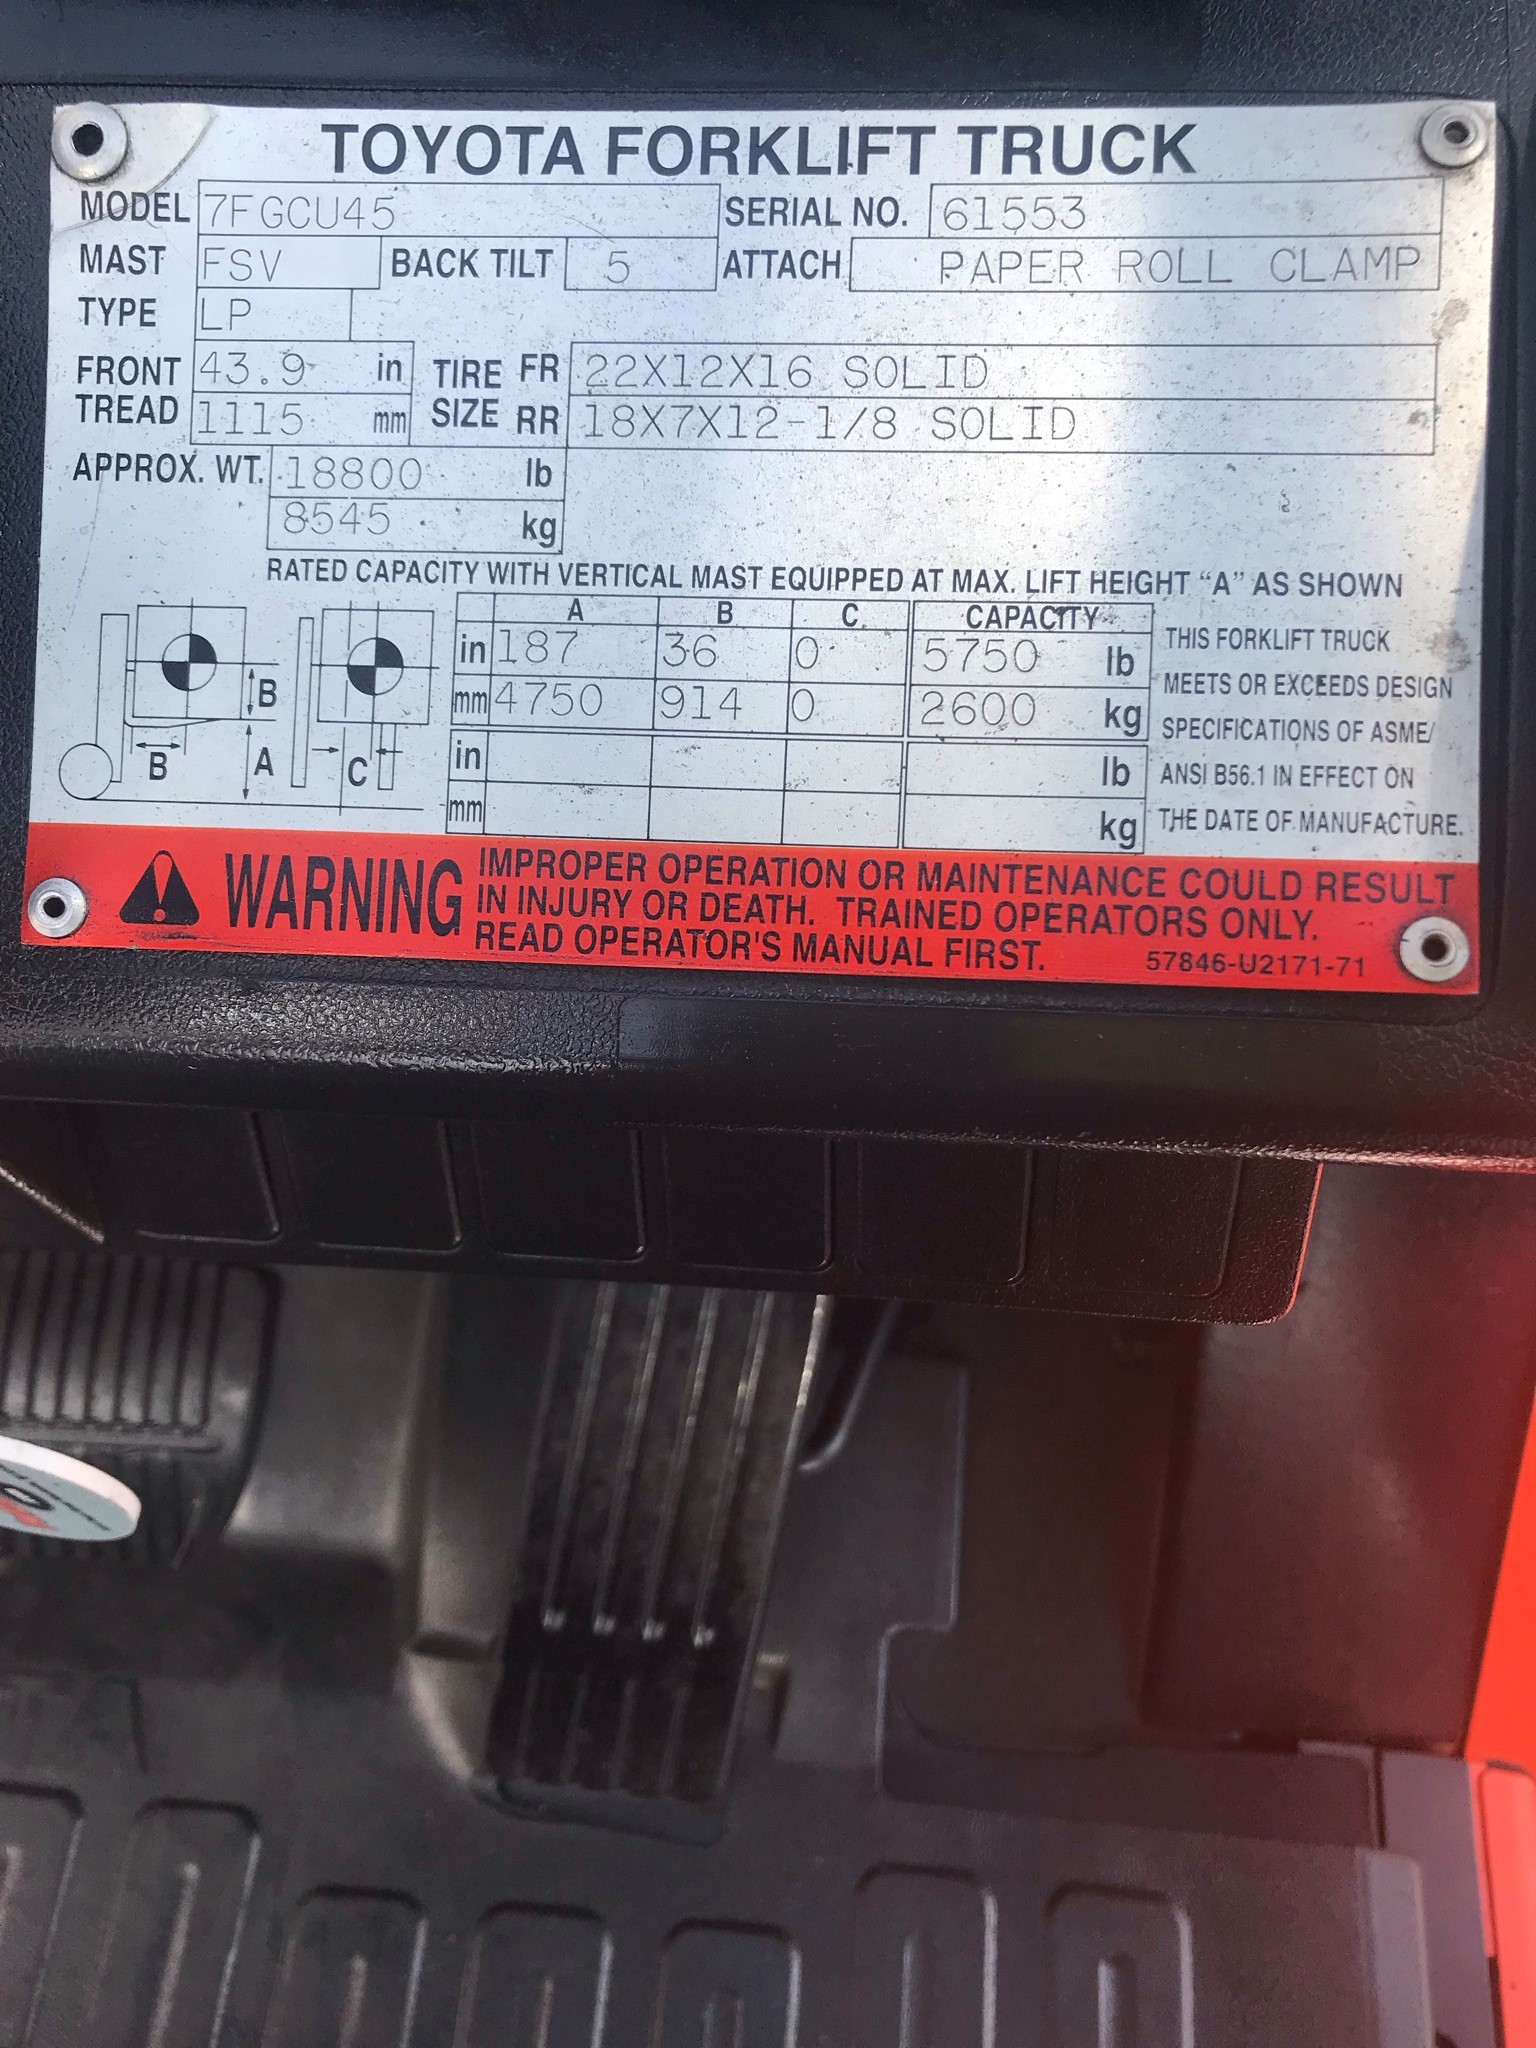 TOYOTA FORKLIFT TRUCK
MODEL 7FGCU45 SERIAL NO. 61553
MAST FSV BACK TILT 5 ATTACH PAPER ROLL CLAMP
TYPE LP
FRONT TREAD 43.9 in 1115 mm
TIRE SIZE FR 22X12X16 SOLID
RR 18X7X12-1/8 SOLID
APPROX. WT. 18800 lb
8545 kg
RATED CAPACITY WITH VERTICAL MAST EQUIPPED AT MAX. LIFT HEIGHT "A" AS SHOWN
A B C CAPACITY
in 187 36 0 5750 lb
mm 4750 914 0 2600 kg
in lb
mm kg
B
B A C
THIS FORKLIFT TRUCK
MEETS OR EXCEEDS DESIGN
SPECIFICATIONS OF ASME/
ANSI B56.1 IN EFFECT ON
THE DATE OF MANUFACTURE.
WARNING
IMPROPER OPERATION OR MAINTENANCE COULD RESULT
IN INJURY OR DEATH. TRAINED OPERATORS ONLY.
READ OPERATOR'S MANUAL FIRST.
57846-U2171-71